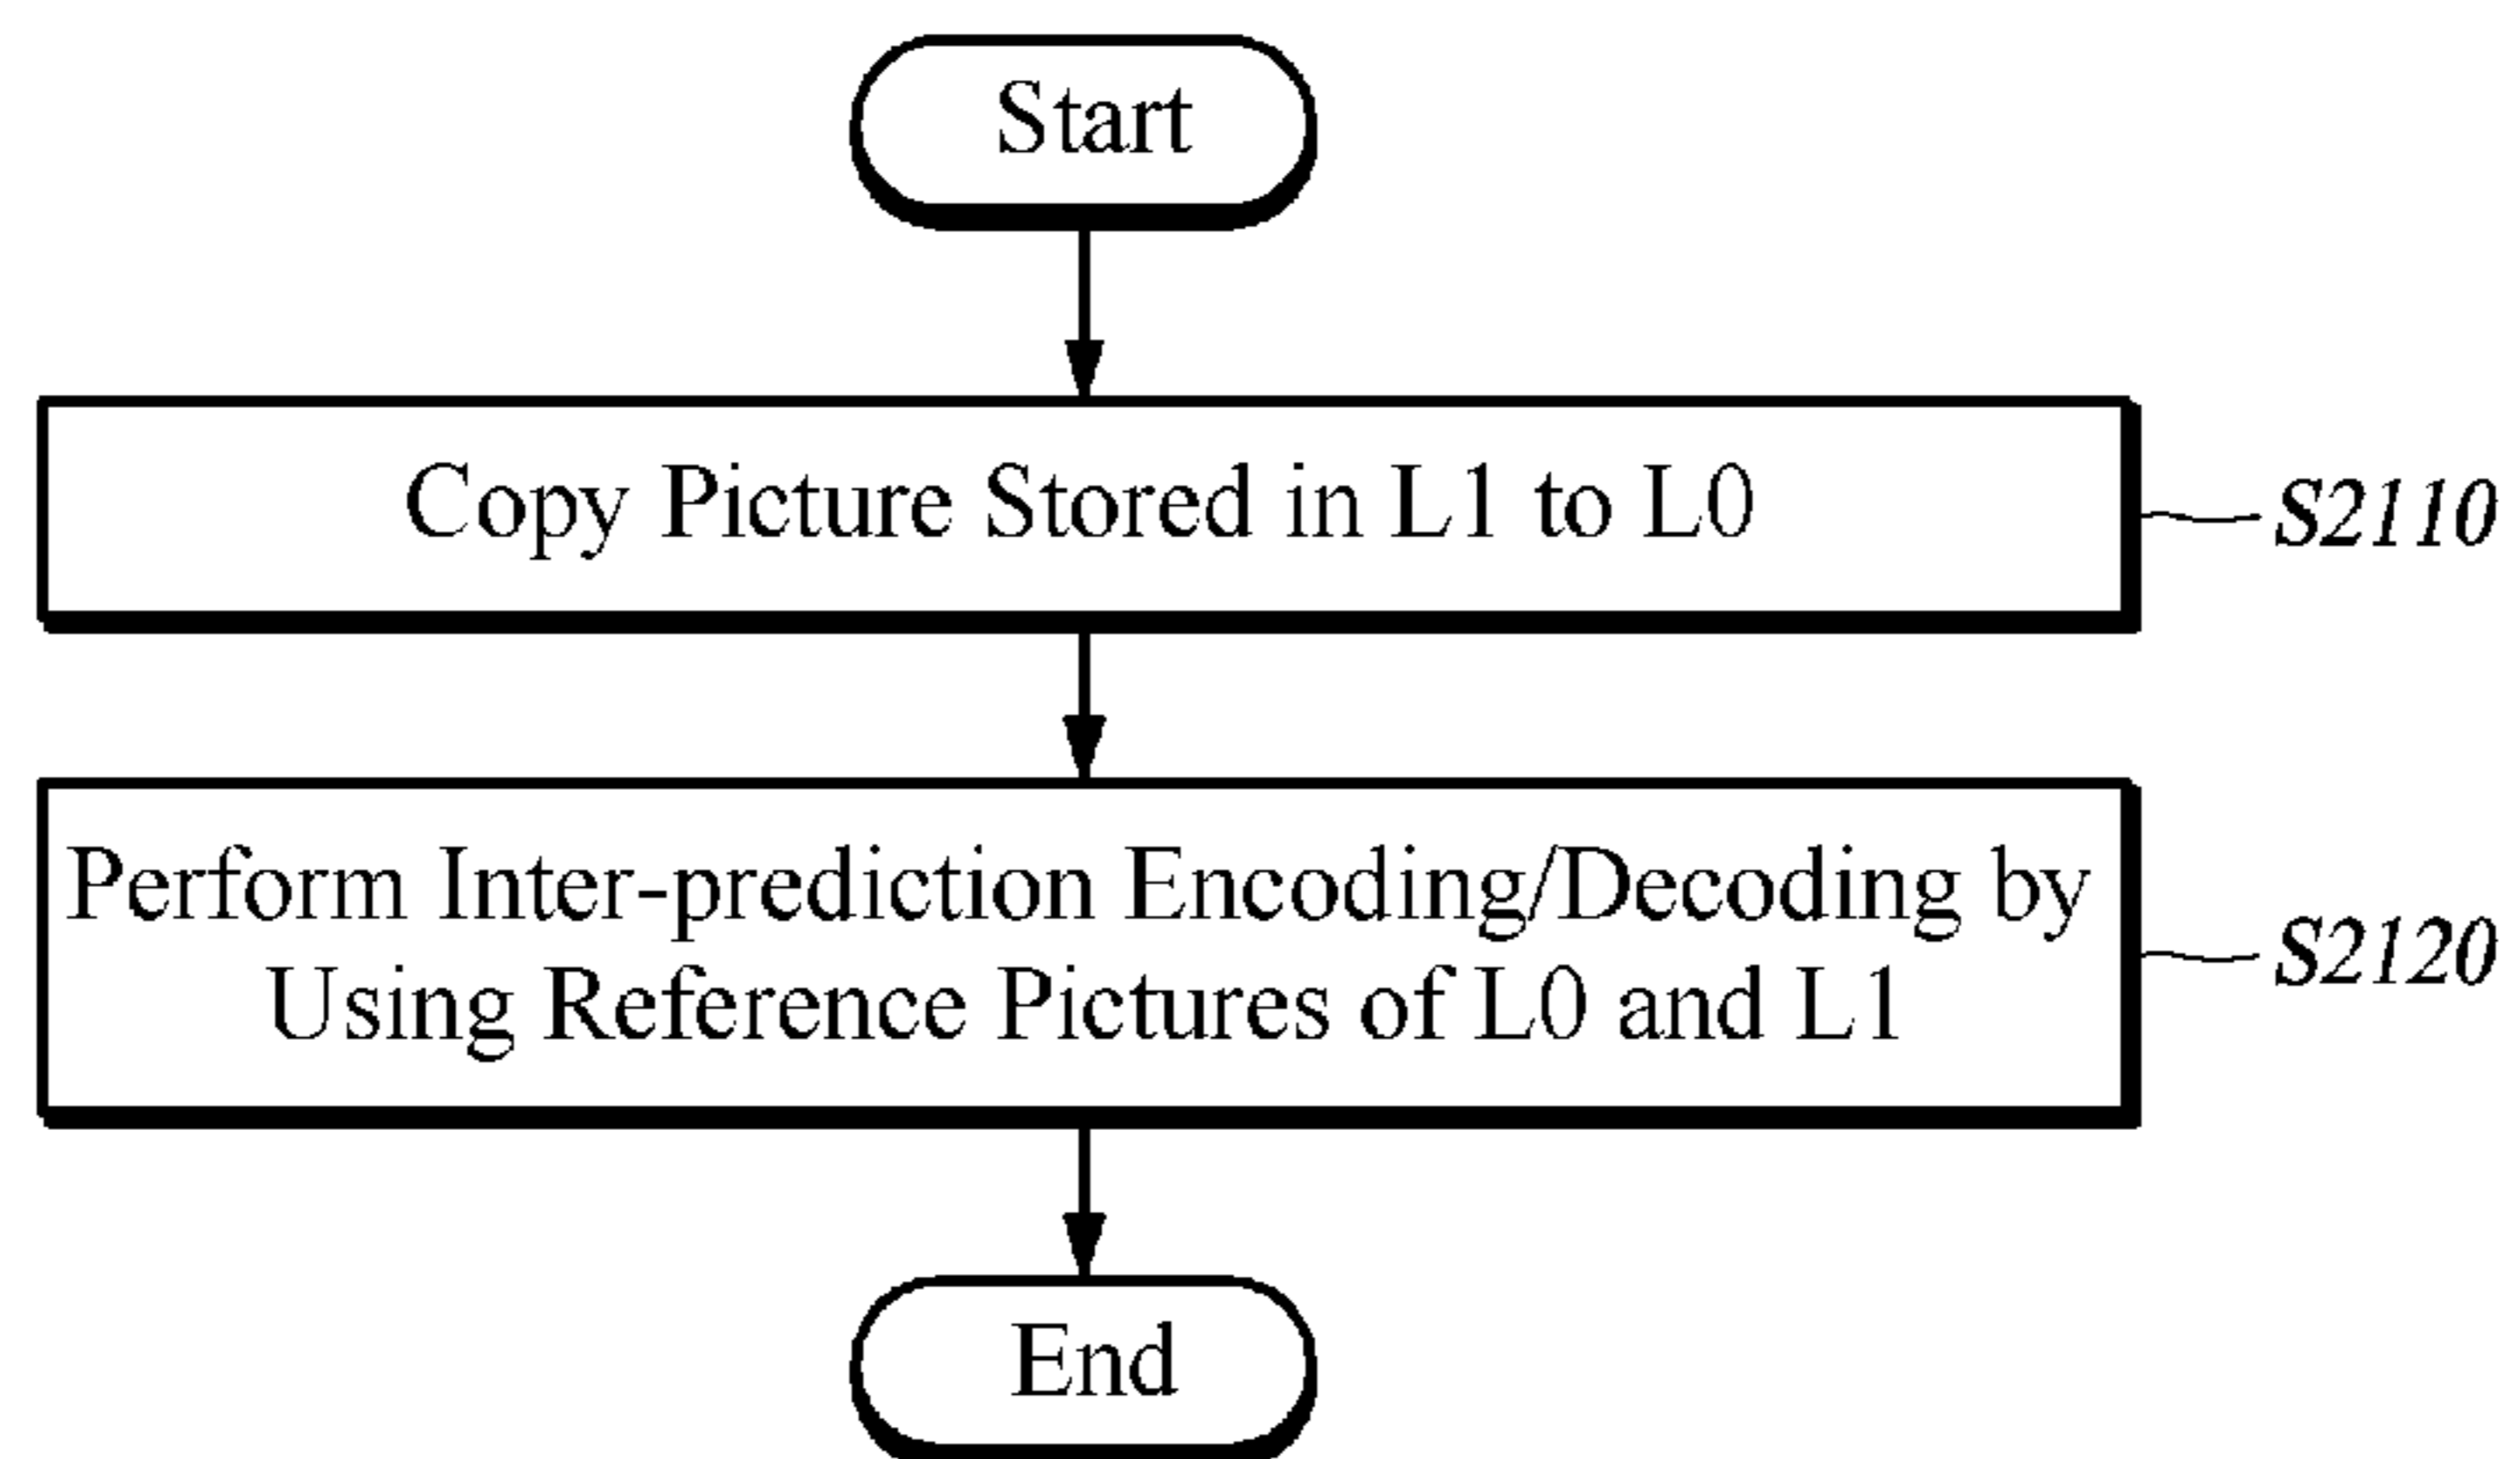 Start
Copy Picture Stored in L1 to L0
S2110
Perform Inter-prediction Encoding/Decoding by
Using Reference Pictures of L0 and L1
S2120
End